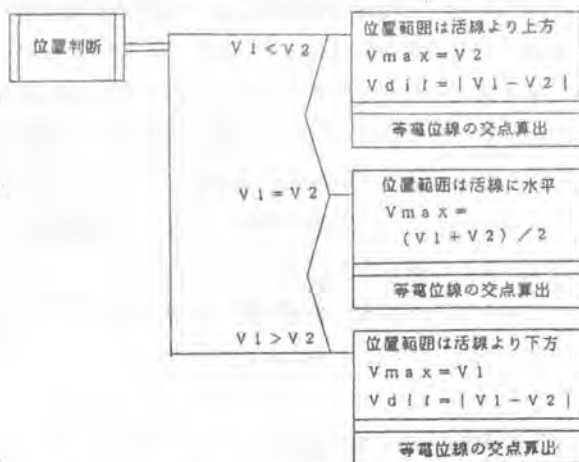 位置判断
V1<V2
位置範囲は活線より上方
Vmax=V2
Vdif=|V1-V2|
等電位線の交点算出
V1=V2
位置範囲は活線に水平
Vmax=
(V1+V2)/2
等電位線の交点算出
V1>V2
位置範囲は活線より下方
Vmax=V1
Vdif=|V1-V2|
等電位線の交点算出